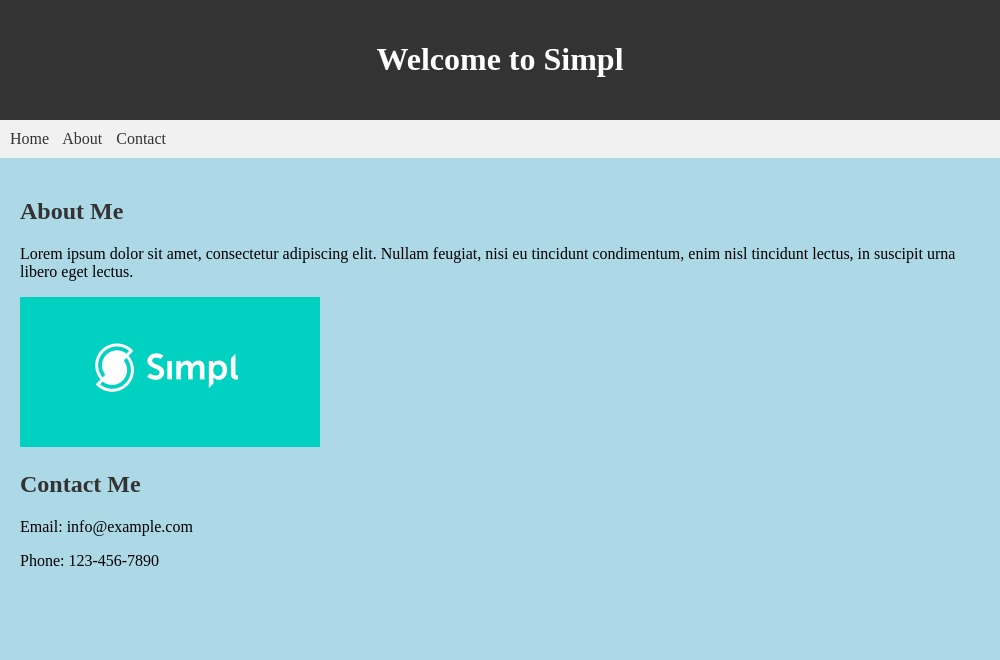 Welcome to Simpl
Home About Contact
About Me
Lorem ipsum dolor sit amet, consectetur adipiscing elit. Nullam feugiat, nisi eu tincidunt condimentum, enim nisl tincidunt lectus, in suscipit urna
libero eget lectus.
Simpl
Contact Me
Email: info@example.com
Phone: 123-456-7890